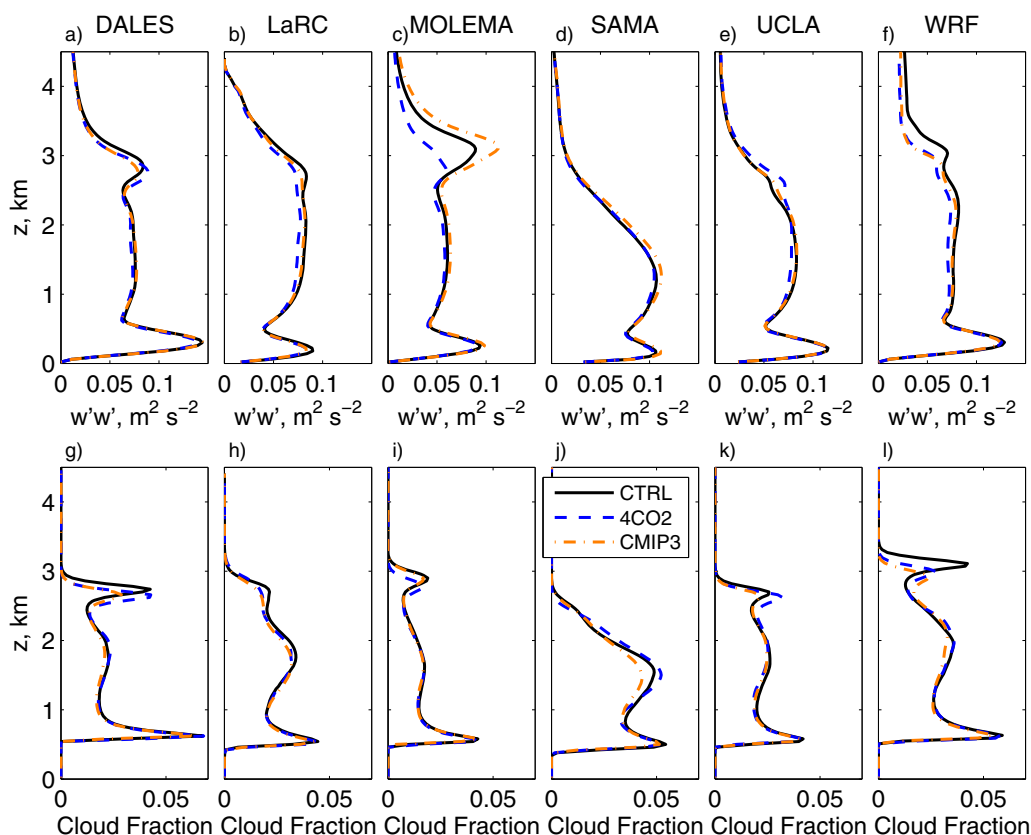 DALES LaRC MOLEMA SAMA UCLA WRF
a) b) c) d) e) f)
4
3
2
1
0
z, km
0 0.05 0.1 0 0.05 0.1 0 0.05 0.1 0 0.05 0.1 0 0.05 0.1 0 0.05 0.1
w'w', m² s⁻² w'w', m² s⁻² w'w', m² s⁻² w'w', m² s⁻² w'w', m² s⁻² w'w', m² s⁻²
g) h) i) j) k) l)
4
3
2
1
0
z, km
CTRL
4CO2
CMIP3
0 0.05 0 0.05 0 0.05 0 0.05 0 0.05 0 0.05
Cloud Fraction Cloud Fraction Cloud Fraction Cloud Fraction Cloud Fraction Cloud Fraction